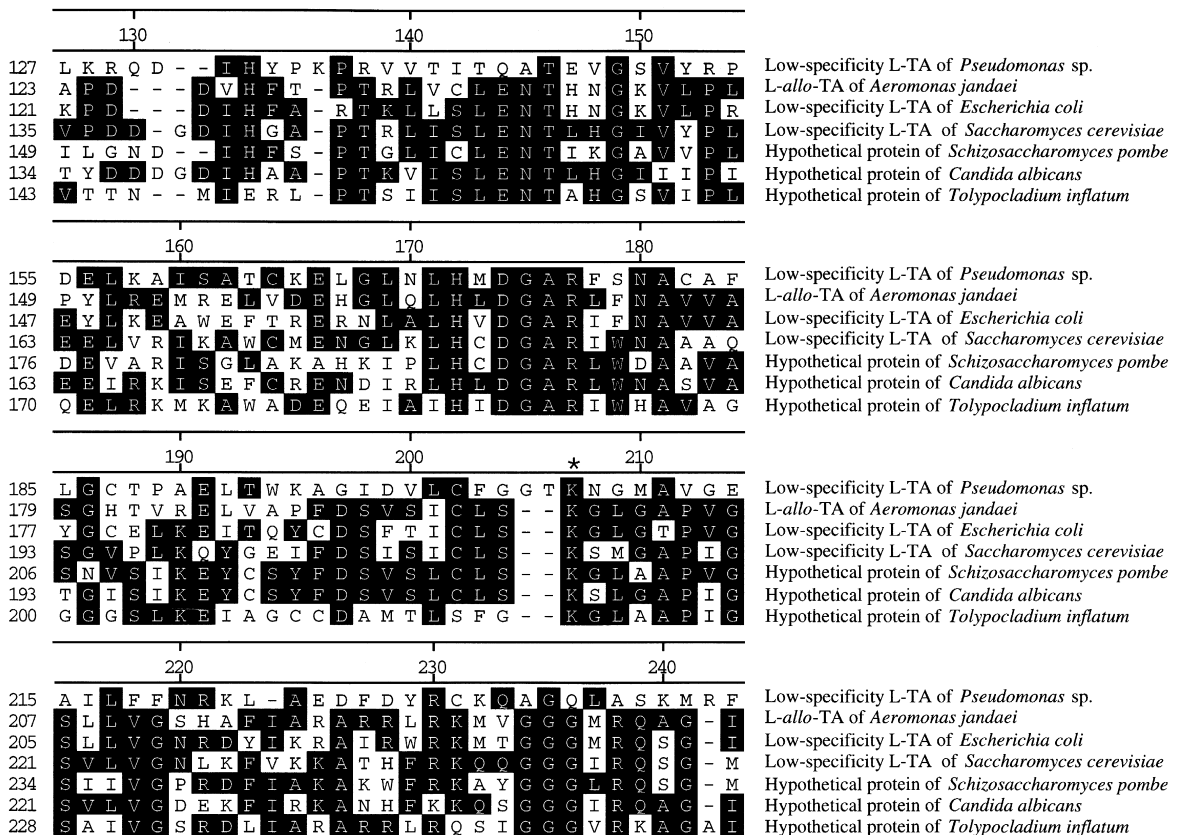 130 140 150
127 L K R Q D - - I H Y P K P R V V T I T Q A T E V G S V Y R P Low-specificity L-TA of Pseudomonas sp.
123 A P D - - - D V H F T - P T R L V C L E N T H N G K V L P L L-allo-TA of Aeromonas jandaei
121 K P D - - - D I H F A - R T K L L S L E N T H N G K V L P R Low-specificity L-TA of Escherichia coli
135 V P D D - G D I H G A - P T R L I S L E N T L H G I V Y P L Low-specificity L-TA of Saccharomyces cerevisiae
149 I L G N D - - I H F S - P T G L I C L E N T I K G A V V P L Hypothetical protein of Schizosaccharomyces pombe
134 T Y D D D G D I H A A - P T K V I S L E N T L H G I I I P I Hypothetical protein of Candida albicans
143 V T T N - - M I E R L - P T S I I S L E N T A H G S V I P L Hypothetical protein of Tolypocladium inflatum
160 170 180
155 D E L K A I S A T C K E L G L N L H M D G A R F S N A C A F Low-specificity L-TA of Pseudomonas sp.
149 P Y L R E M R E L V D E H G L Q L H L D G A R L F N A V V A L-allo-TA of Aeromonas jandaei
147 E Y L K E A W E F T R E R N L A L H V D G A R I F N A V V A Low-specificity L-TA of Escherichia coli
163 E E L V R I K A W C M E N G L K L H C D G A R I W N A A A Q Low-specificity L-TA of Saccharomyces cerevisiae
176 D E V A R I S G L A K A H K I P L H C D G A R L W D A A V A Hypothetical protein of Schizosaccharomyces pombe
163 E E I R K I S E F C R E N D I R L H L D G A R L W N A S V A Hypothetical protein of Candida albicans
170 Q E L R K M K A W A D E Q E I A I H I D G A R I W H A V A G Hypothetical protein of Tolypocladium inflatum
190 200 * 210
185 L G C T P A E L T W K A G I D V L C F G G T K N G M A V G E Low-specificity L-TA of Pseudomonas sp.
179 S G H T V R E L V A P F D S V S I C L S - - K G L G A P V G L-allo-TA of Aeromonas jandaei
177 Y G C E L K E I T Q Y C D S F T I C L S - - K G L G T P V G Low-specificity L-TA of Escherichia coli
193 S G V P L K Q Y G E I F D S I S I C L S - - K S M G A P I G Low-specificity L-TA of Saccharomyces cerevisiae
206 S N V S I K E Y C S Y F D S V S L C L S - - K G L A A P V G Hypothetical protein of Schizosaccharomyces pombe
193 T G I S I K E Y C S Y F D S V S L C L S - - K S L G A P I G Hypothetical protein of Candida albicans
200 G G G S L K E I A G C C D A M T L S F G - - K G L A A P I G Hypothetical protein of Tolypocladium inflatum
220 230 240
215 A I L F F N R K L - A E D F D Y R C K Q A G Q L A S K M R F Low-specificity L-TA of Pseudomonas sp.
207 S L L V G S H A F I A R A R R L R K M V G G G M R Q A G - I L-allo-TA of Aeromonas jandaei
205 S L L V G N R D Y I K R A I R W R K M T G G G M R Q S G - I Low-specificity L-TA of Escherichia coli
221 S V L V G N L K F V K K A T H F R K Q Q G G G I R Q S G - M Low-specificity L-TA of Saccharomyces cerevisiae
234 S I I V G P R D F I A K A K W F R K A Y G G G L R Q S G - M Hypothetical protein of Schizosaccharomyces pombe
221 S V L V G D E K F I R K A N H F K K Q S G G G I R Q A G - I Hypothetical protein of Candida albicans
228 S A I V G S R D L I A R A R R L R Q S I G G G V R K A G A I Hypothetical protein of Tolypocladium inflatum